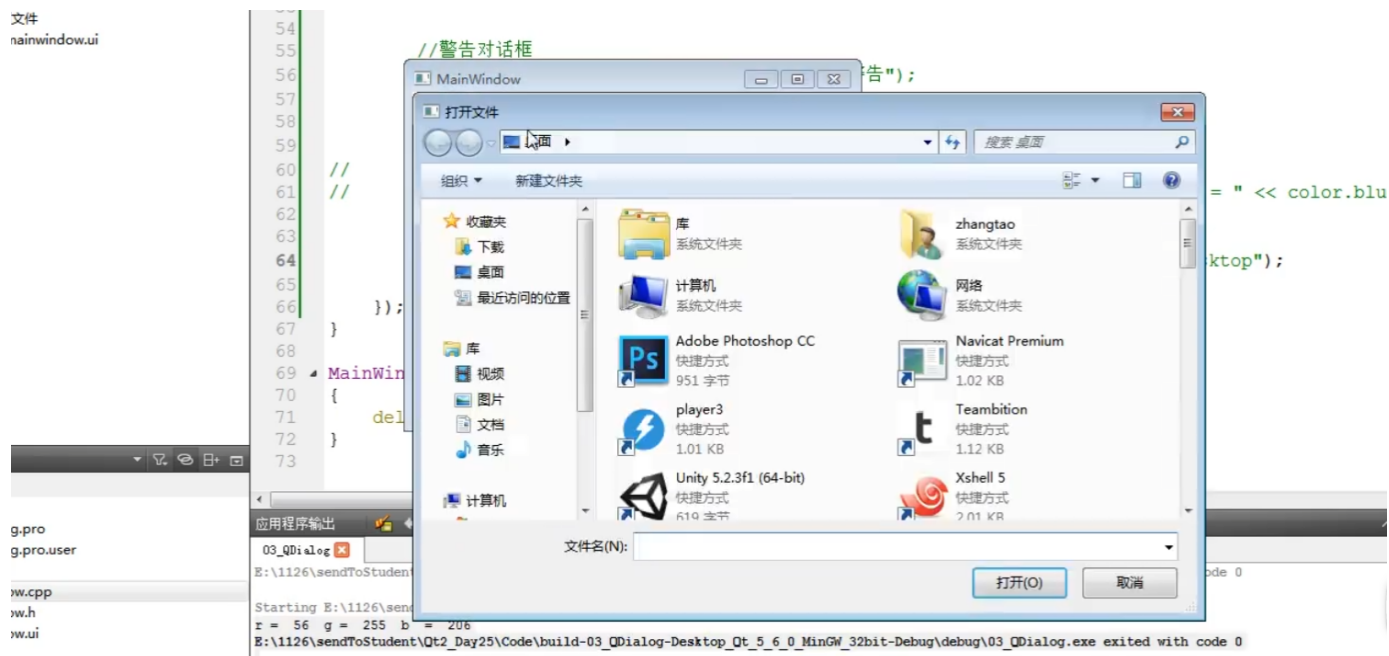 文件
mainwindow.ui
54
55 //警告对话框
56 告");
57
58
59
60 //
61 // = " << color.blu
62
63
64 ktop");
65
66 });
67 }
68
69 MainWin
70 {
71 del
72 }
73
MainWindow
打开文件
桌面
搜索 桌面
组织 新建文件夹
收藏夹
下载
桌面
最近访问的位置
库
视频
图片
文档
音乐
计算机
库
系统文件夹
zhangtao
系统文件夹
计算机
系统文件夹
网络
系统文件夹
Adobe Photoshop CC
快捷方式
951 字节
Navicat Premium
快捷方式
1.02 KB
player3
快捷方式
1.01 KB
Teambition
快捷方式
1.12 KB
Unity 5.2.3f1 (64-bit)
快捷方式
619 字节
Xshell 5
快捷方式
2.01 KB
文件名(N):
打开(O) 取消
g.pro
g.pro.user
ow.cpp
ow.h
ow.ui
应用程序输出
03_QDialog
E:\1126\sendToStudent ode 0
Starting E:\1126\send
r = 56 g = 255 b = 206
E:\1126\sendToStudent\Qt2_Day25\Code\build-03_QDialog-Desktop_Qt_5_6_0_MinGW_32bit-Debug\debug\03_QDialog.exe exited with code 0